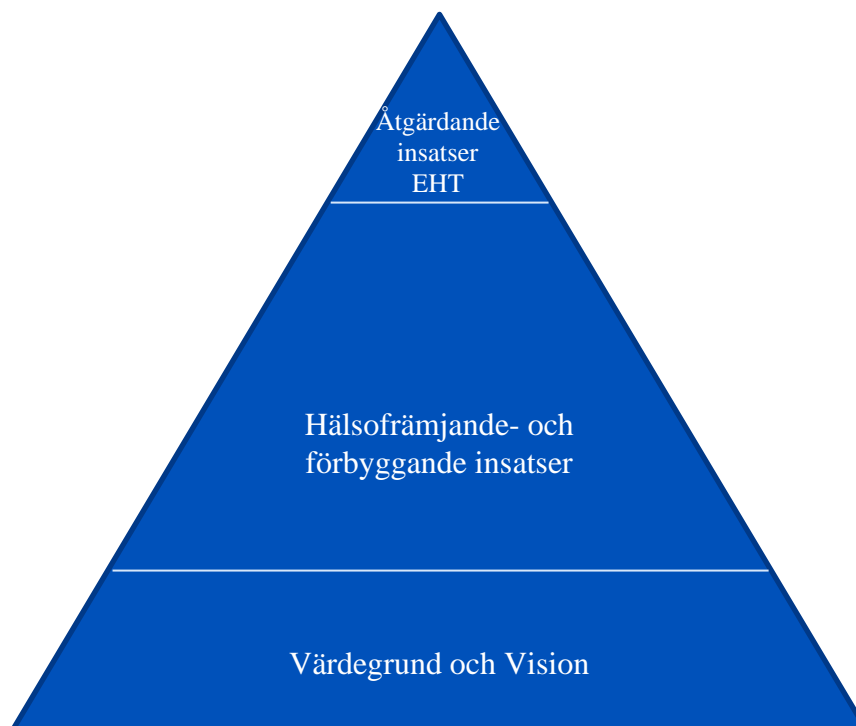 Åtgärdande
insatser
EHT
Hälsofrämjande- och
förbyggande insatser
Värdegrund och Vision